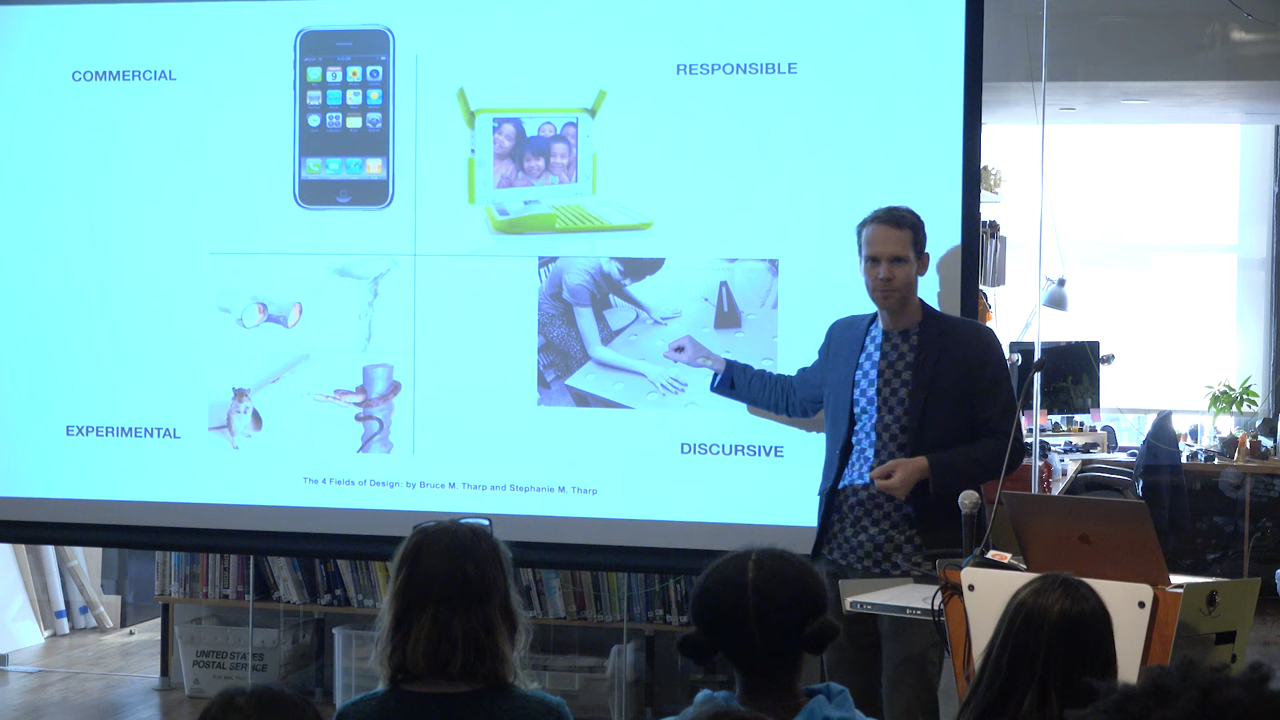 COMMERCIAL
RESPONSIBLE
9
EXPERIMENTAL
DISCURSIVE
The 4 Fields of Design: by Bruce M. Tharp and Stephanie M. Tharp
UNITED STATES
POSTAL SERVICE